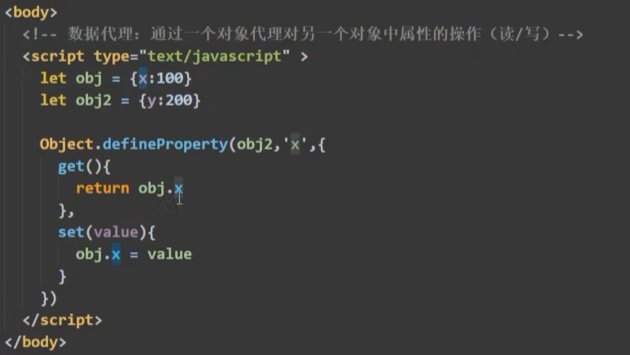 <body>
<!-- 数据代理：通过一个对象代理对另一个对象中属性的操作（读/写）-->
<script type="text/javascript" >
let obj = {x:100}
let obj2 = {y:200}
Object.defineProperty(obj2,'x',{
get(){
return obj.x
},
set(value){
obj.x = value
}
})
</script>
</body>